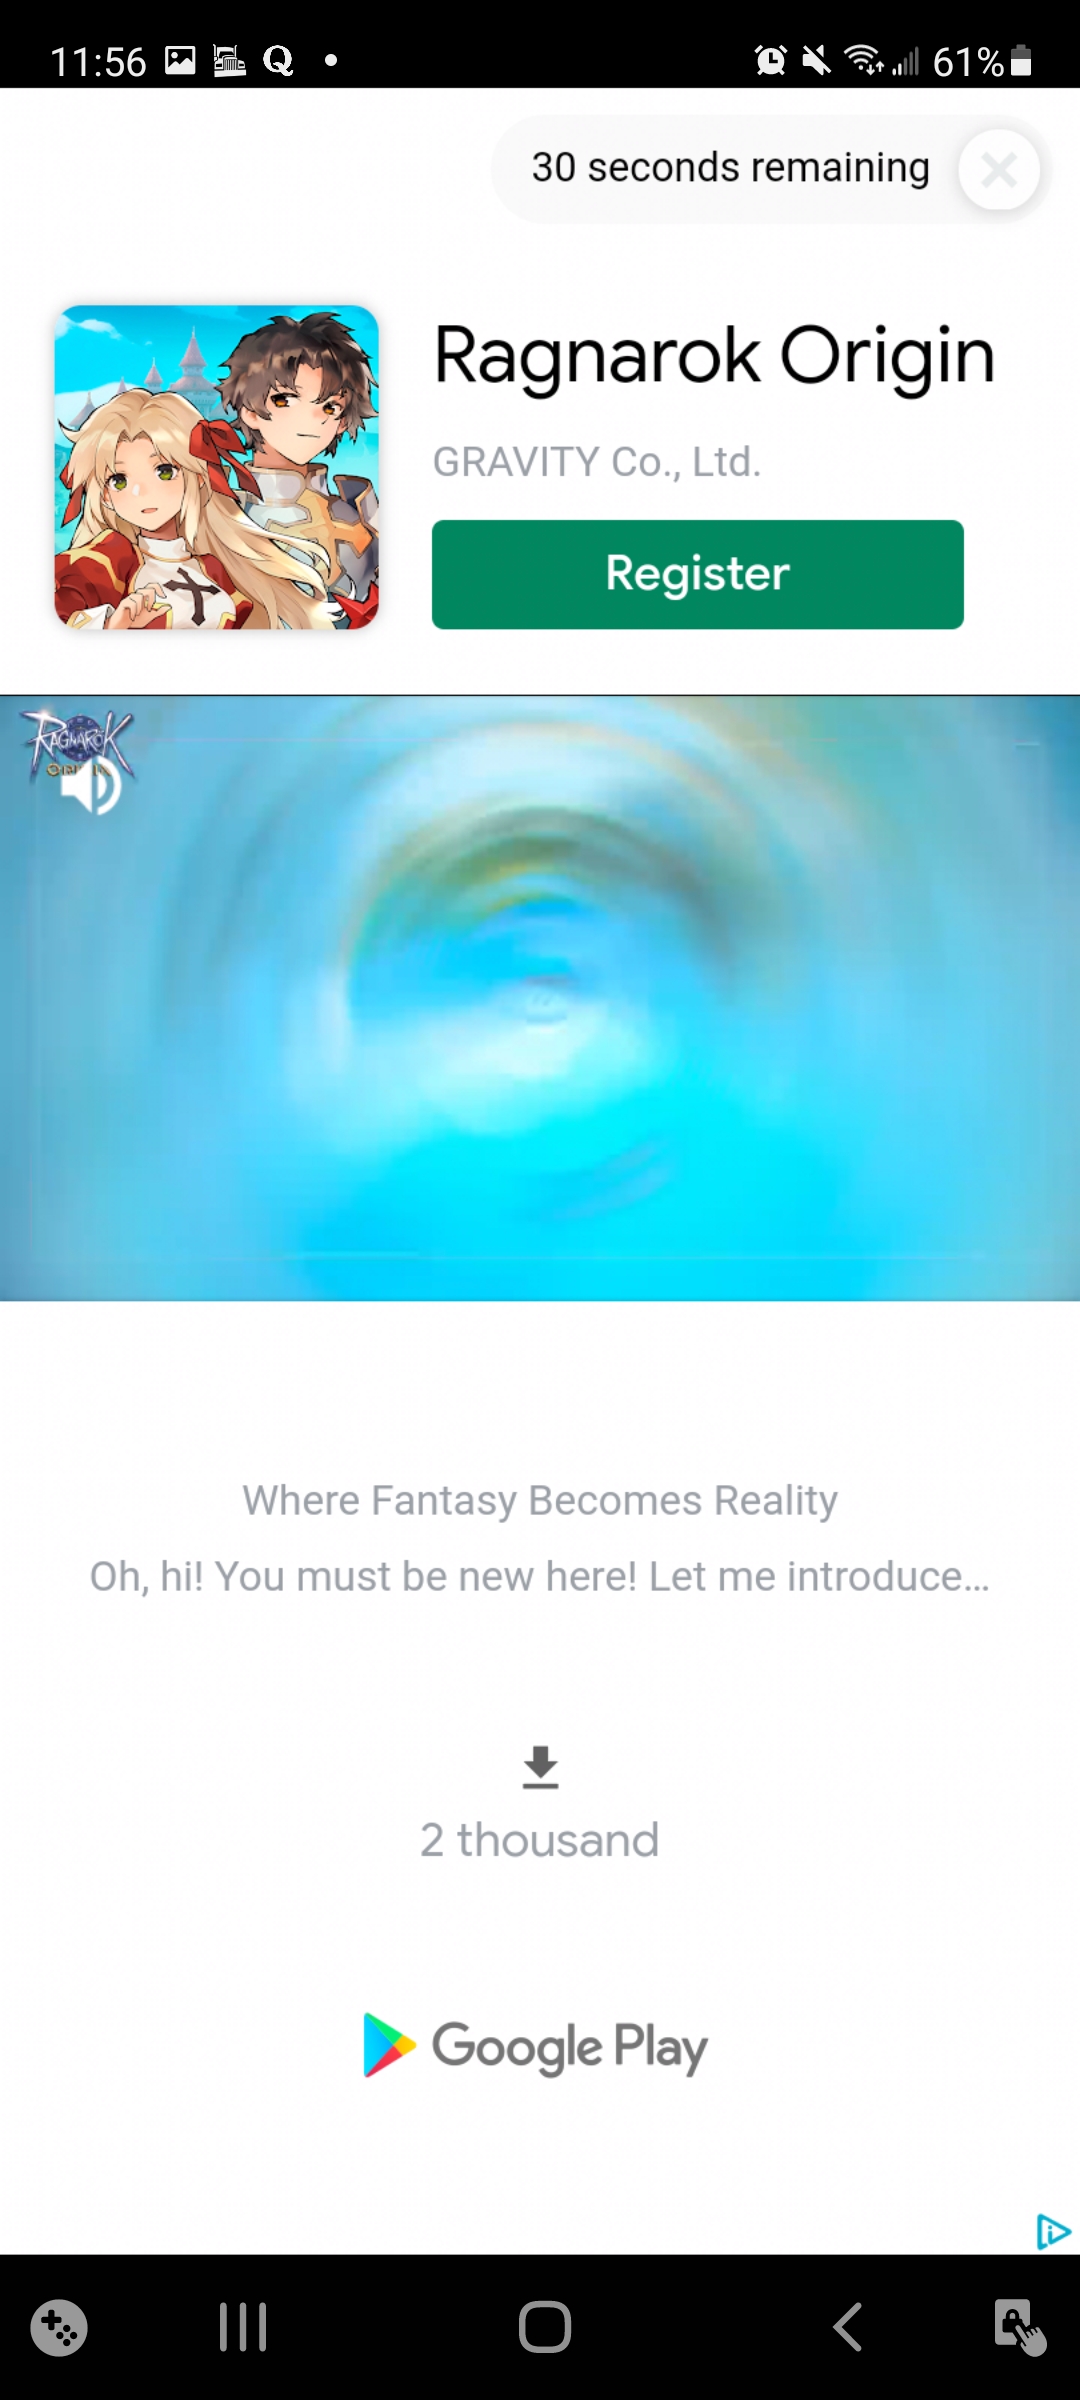 11:56
Q
61%
30 seconds remaining
Ragnarok Origin
GRAVITY Co., Ltd.
Register
RAGNARÖK
Where Fantasy Becomes Reality
Oh, hi! You must be new here! Let me introduce...
2 thousand
Google Play